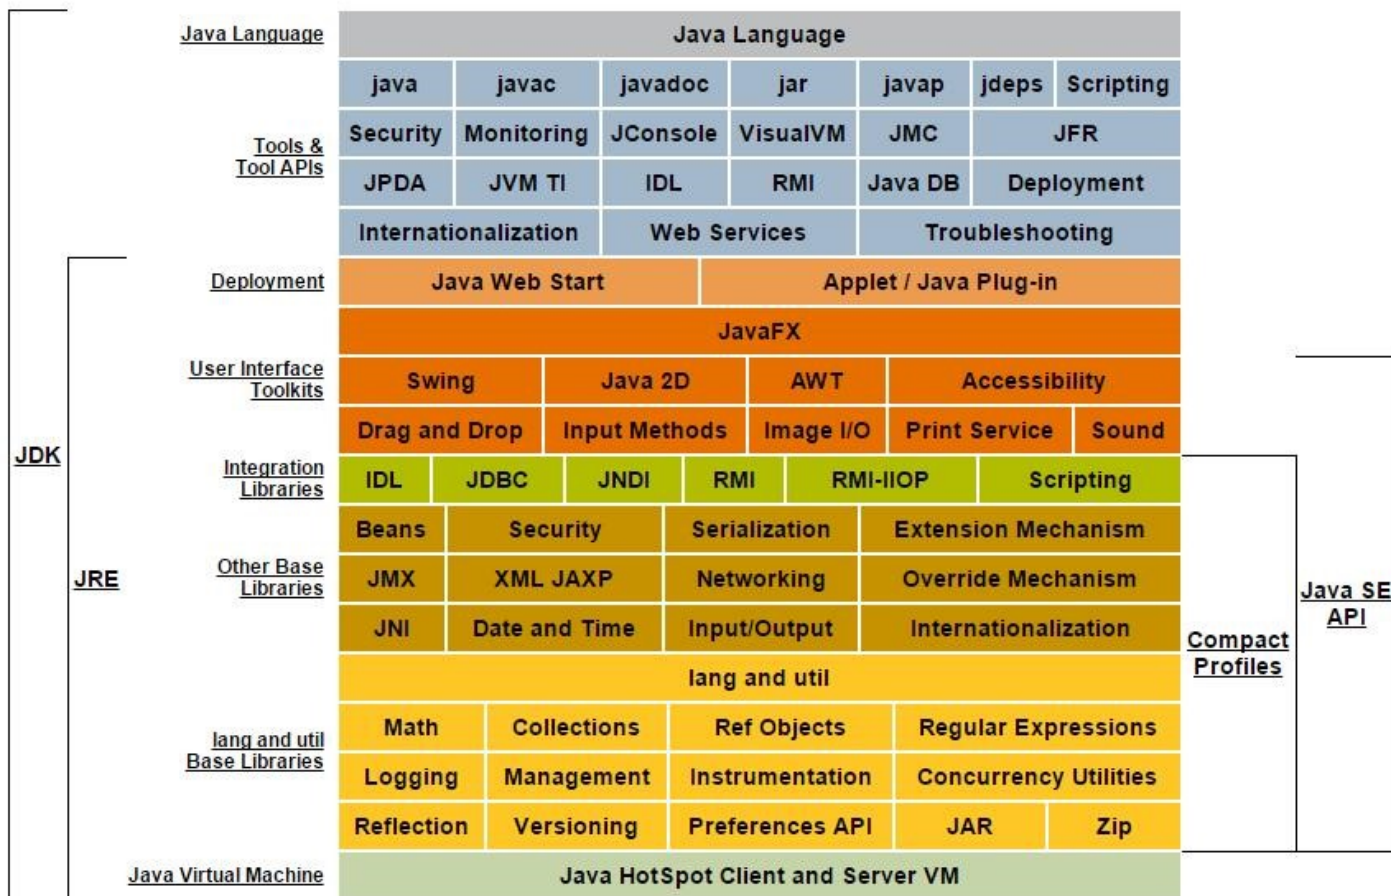 Java Language
Java Language
java javac javadoc jar javap jdeps Scripting
Security Monitoring JConsole VisualVM JMC JFR
Tools &
Tool APIs
JPDA JVM TI IDL RMI Java DB Deployment
Internationalization Web Services Troubleshooting
Deployment
Java Web Start Applet / Java Plug-in
JavaFX
User Interface
Toolkits
Swing Java 2D AWT Accessibility
Drag and Drop Input Methods Image I/O Print Service Sound
JDK
Integration
Libraries
IDL JDBC JNDI RMI RMI-IIOP Scripting
Beans Security Serialization Extension Mechanism
JRE
Other Base
Libraries
JMX XML JAXP Networking Override Mechanism
Java SE
API
JNI Date and Time Input/Output Internationalization
Compact
Profiles
lang and util
Math Collections Ref Objects Regular Expressions
lang and util
Base Libraries
Logging Management Instrumentation Concurrency Utilities
Reflection Versioning Preferences API JAR Zip
Java Virtual Machine
Java HotSpot Client and Server VM